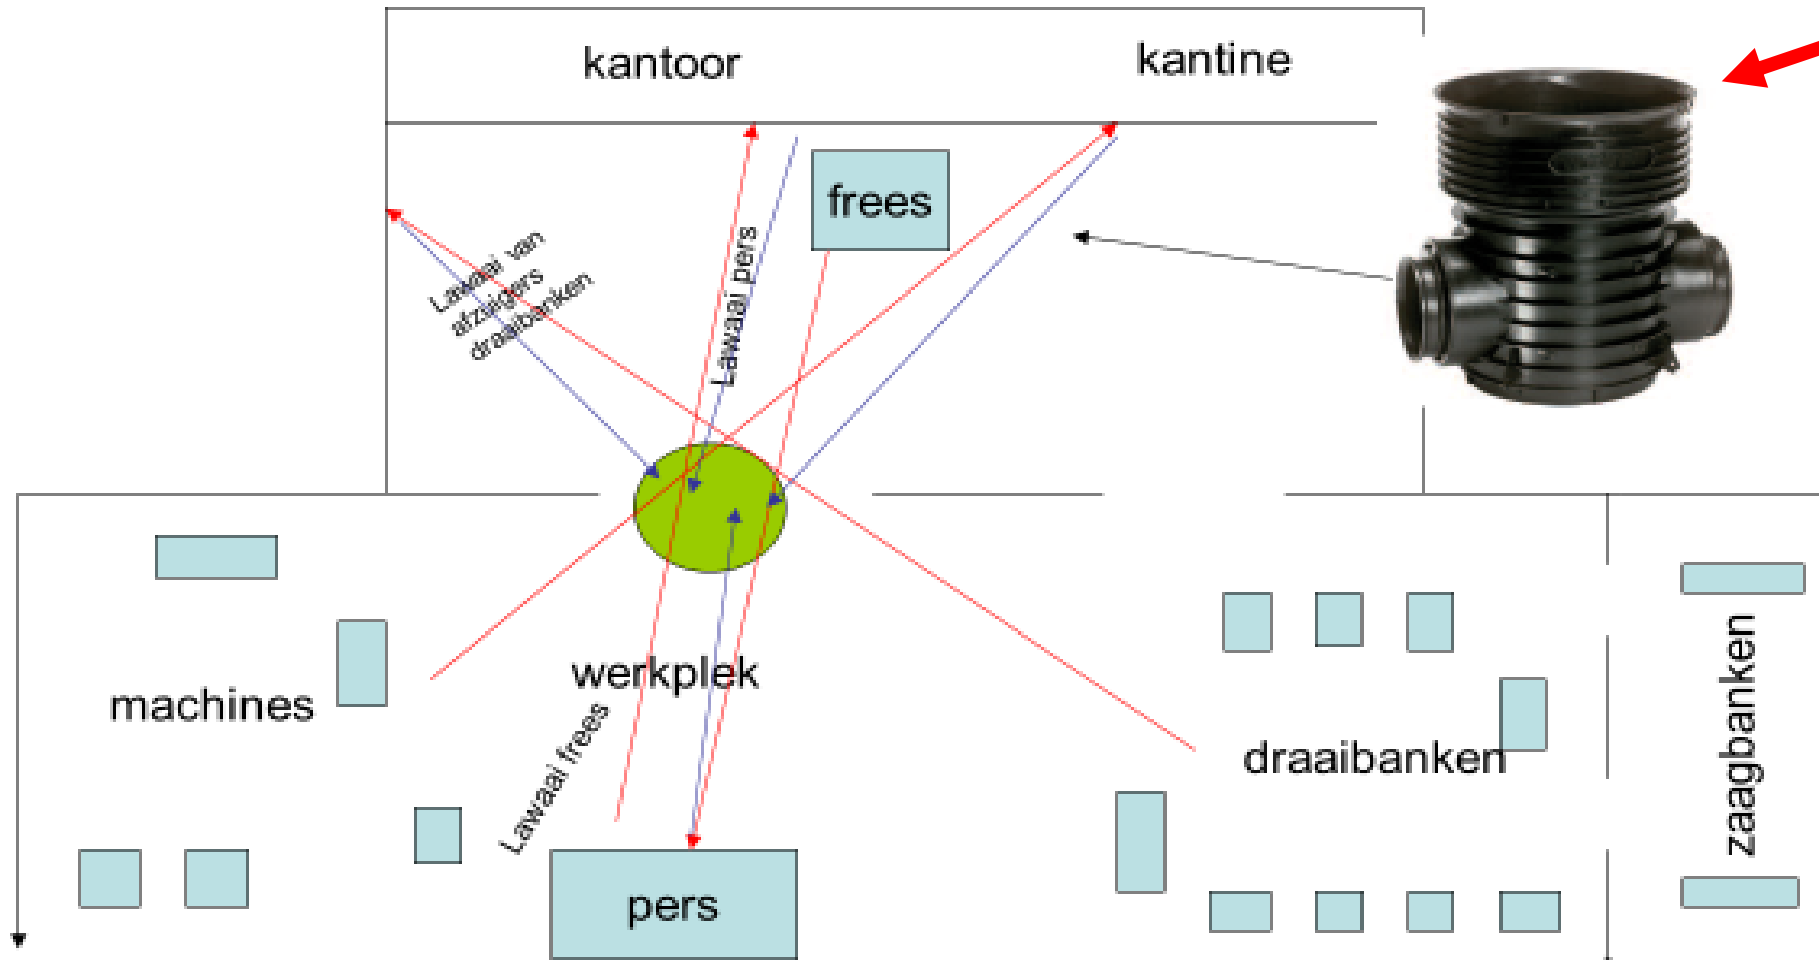 kantoor
kantine
frees
Lawaai van
afzuigers
draaibanken
Lawaai pers
werkplek
machines
Lawaai frees
draaibanken
zaagbanken
pers